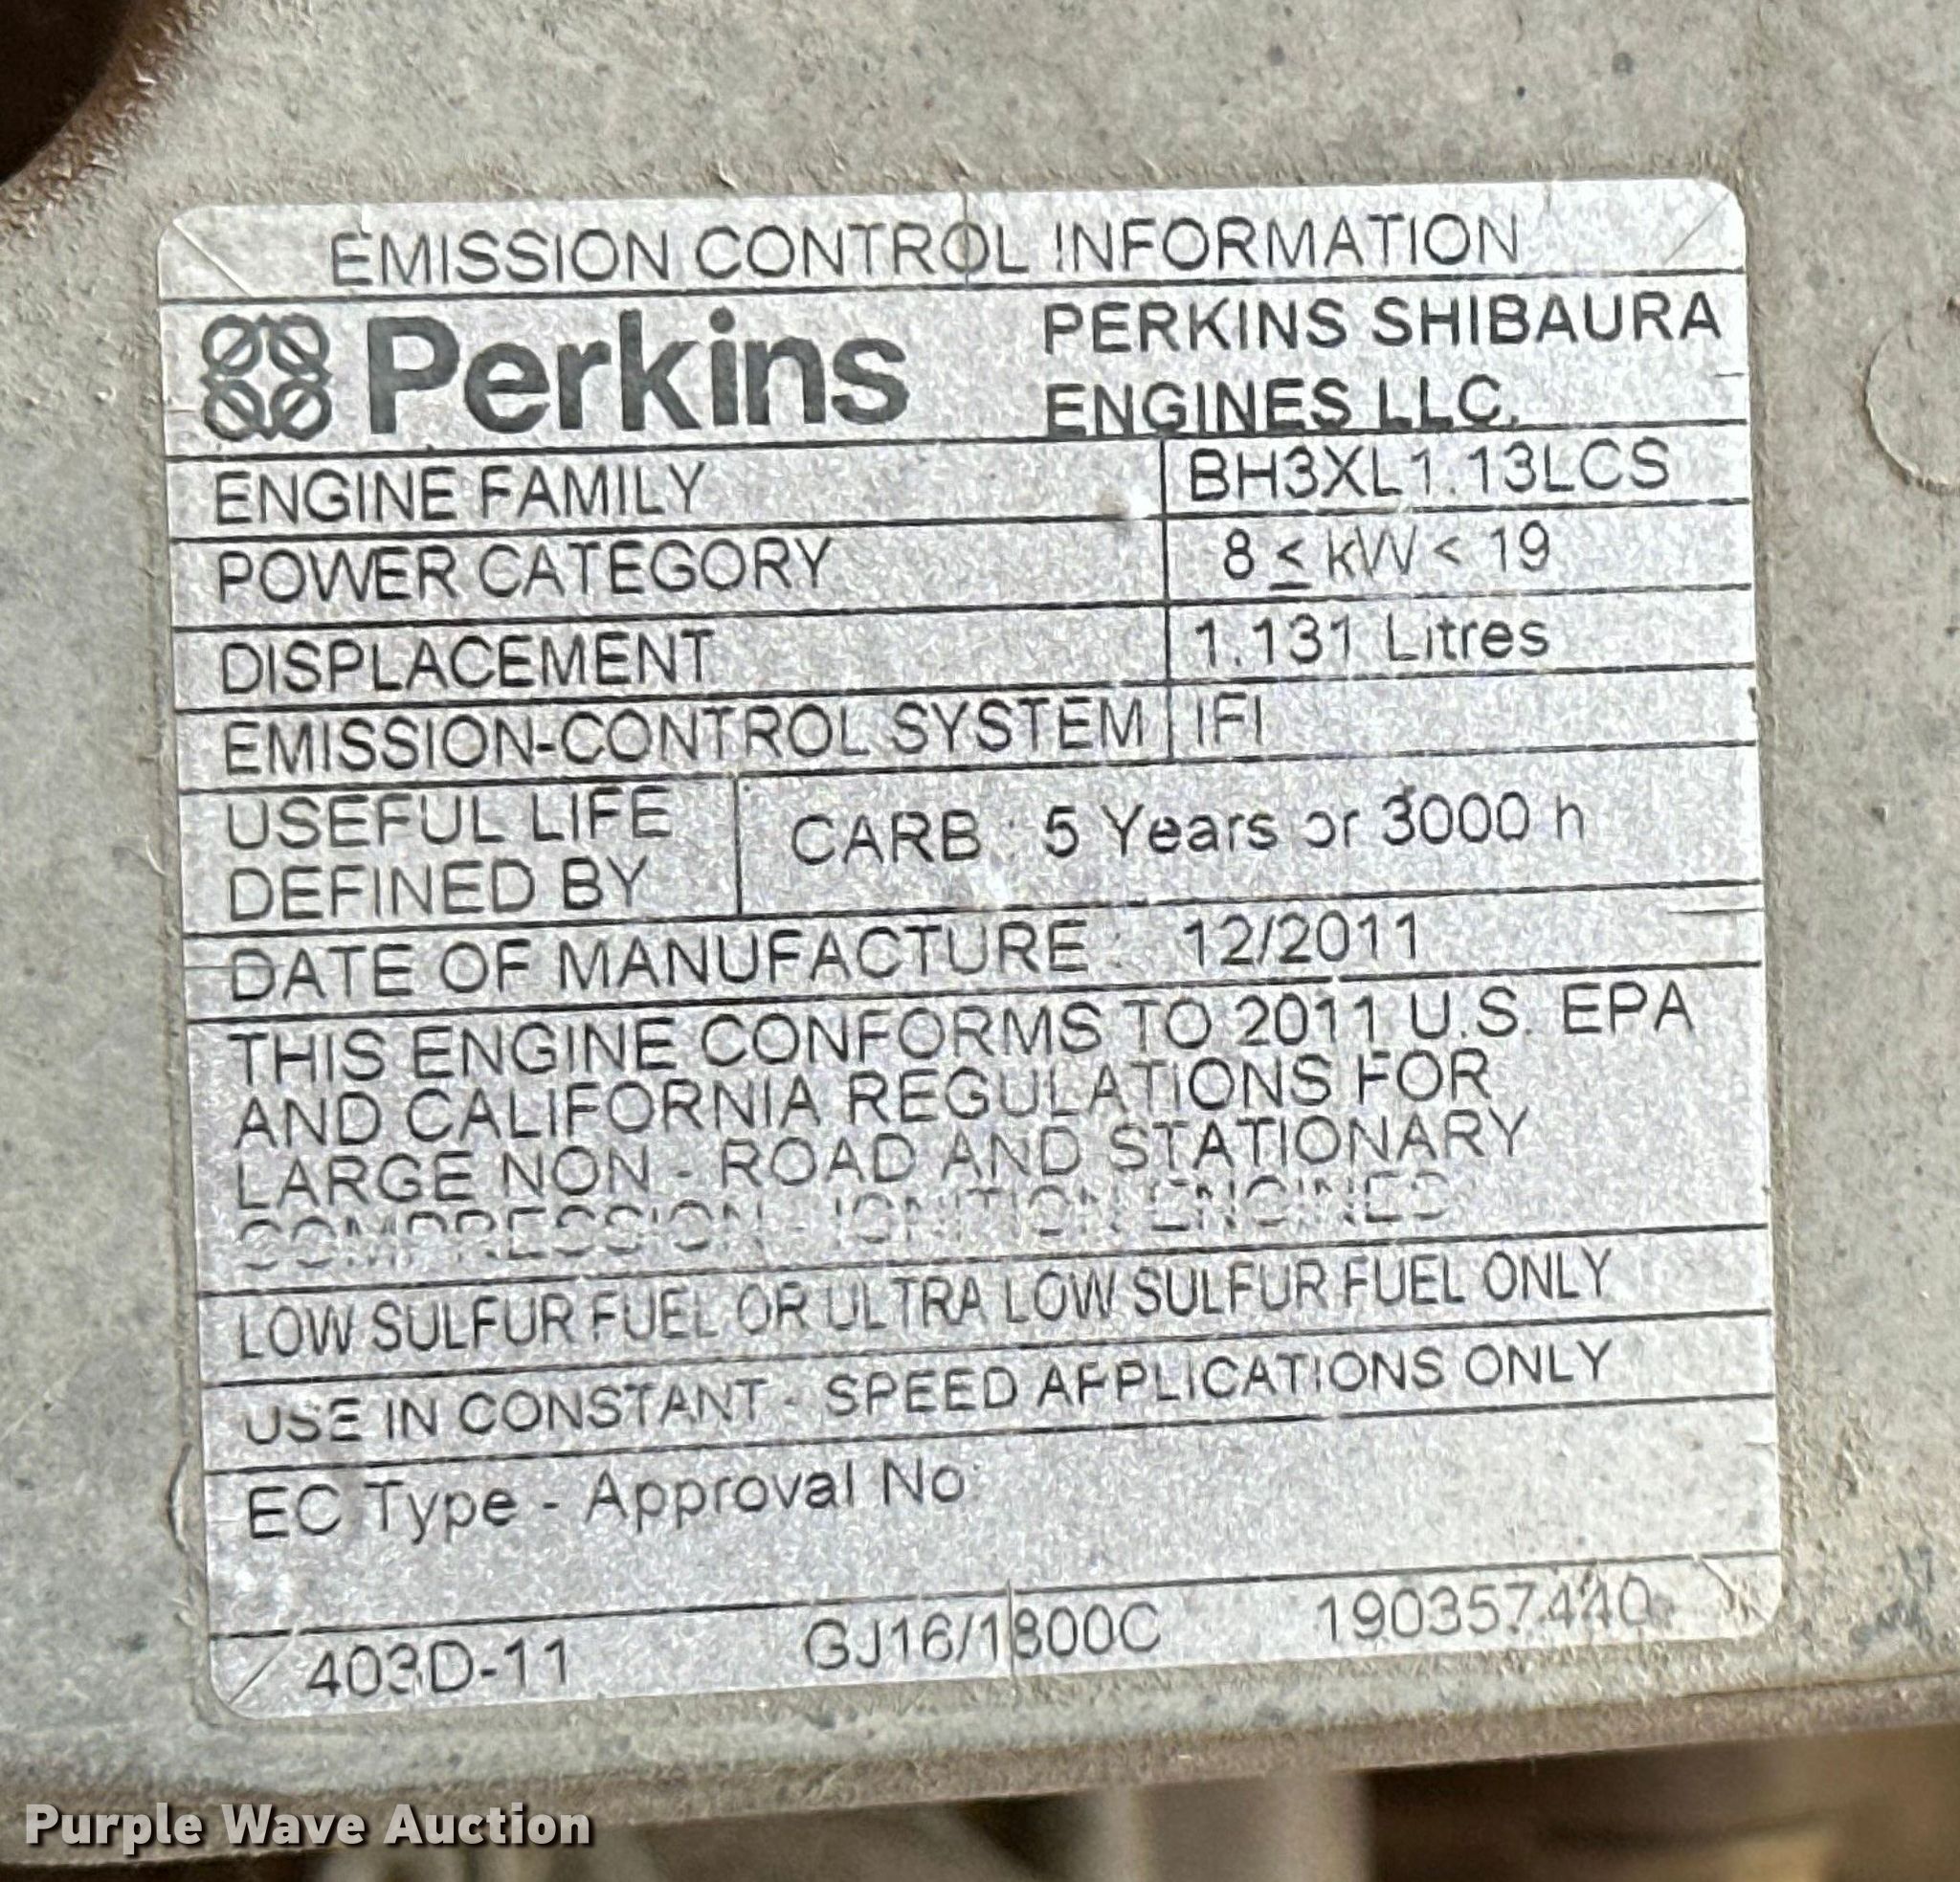 EMISSION CONTROL INFORMATION
Perkins
PERKINS SHIBAURA
ENGINES LLC.
ENGINE FAMILY BH3XL1.13LCS
POWER CATEGORY 8 ≤ kW < 19
DISPLACEMENT 1.131 Litres
EMISSION-CONTROL SYSTEM IFI
USEFUL LIFE
DEFINED BY
CARB : 5 Years or 3000 h
DATE OF MANUFACTURE : 12/2011
THIS ENGINE CONFORMS TO 2011 U.S. EPA
AND CALIFORNIA REGULATIONS FOR
LARGE NON - ROAD AND STATIONARY
COMPRESSION - IGNITION ENGINES
LOW SULFUR FUEL OR ULTRA LOW SULFUR FUEL ONLY
USE IN CONSTANT - SPEED APPLICATIONS ONLY
EC Type - Approval No
403D-11 GJ16/1800C 190357440
Purple Wave Auction